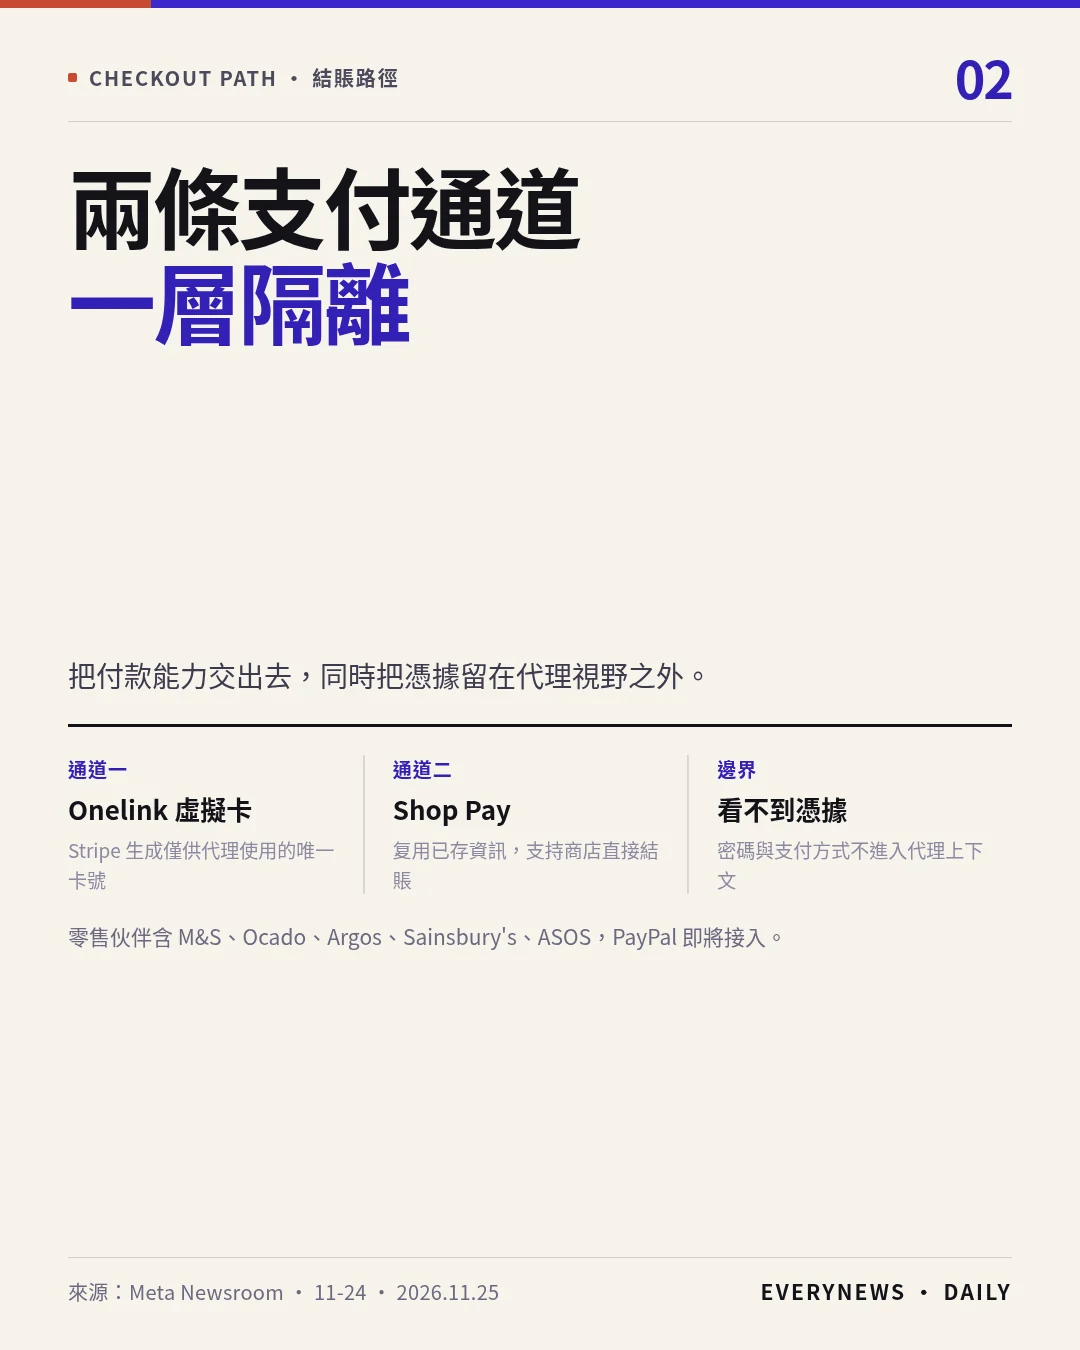 CHECKOUT PATH ・ 結賬路徑
02
兩條支付通道
一層隔離
把付款能力交出去，同時把憑據留在代理視野之外。
通道一
Onelink 虛擬卡
Stripe 生成僅供代理使用的唯一
卡號
通道二
Shop Pay
复用已存資訊，支持商店直接結
賬
邊界
看不到憑據
密碼與支付方式不進入代理上下
文
零售伙伴含 M&S、Ocado、Argos、Sainsbury's、ASOS，PayPal 即將接入。
來源：Meta Newsroom ・ 11-24 ・ 2026.11.25
EVERYNEWS ・ DAILY